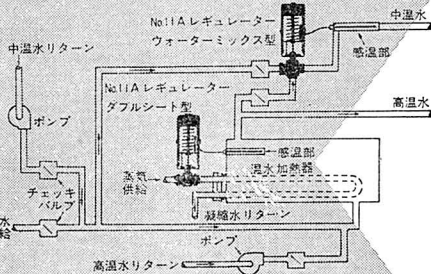 No.11Aレギュレーター
ウォーターミックス型
中温水
感温部
中温水リターン
No.11Aレギュレーター
ダブルシート型
ポンプ
高温水
感温部
温水加熱器
蒸気
供給
チェッキ
バルブ
凝縮水リターン
水
給
ポンプ
高温水リターン